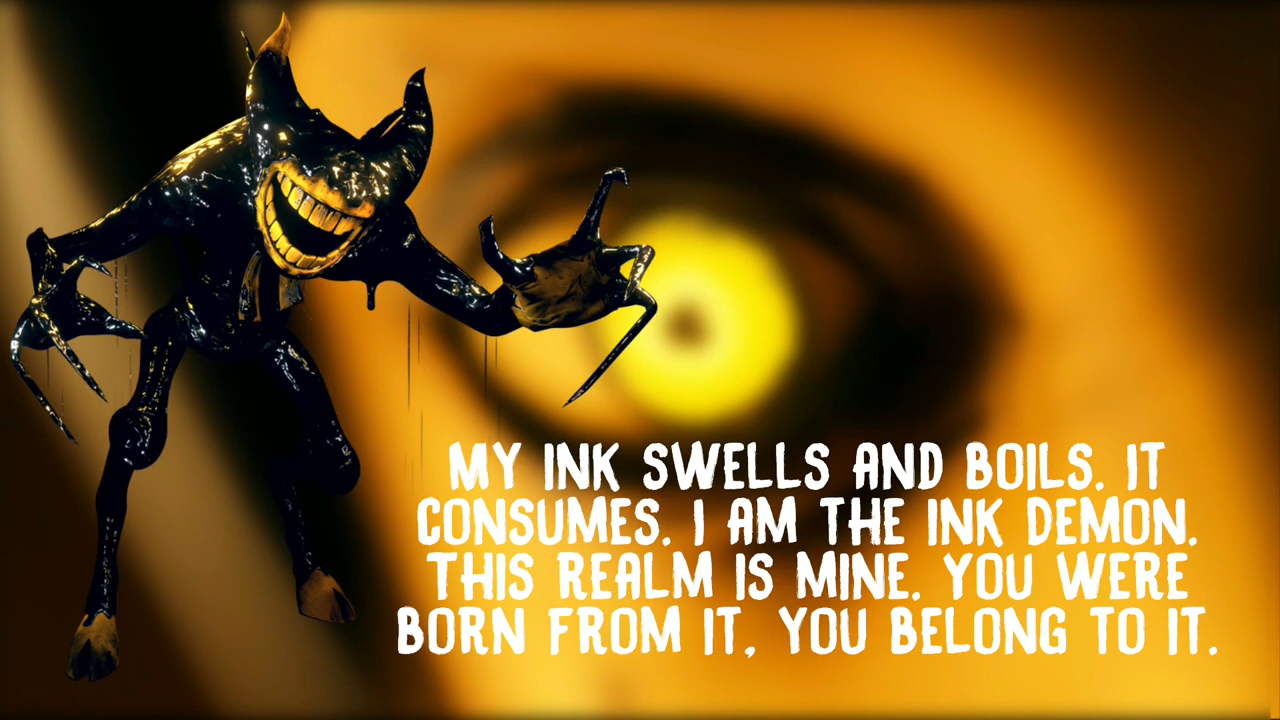 MY INK SWELLS AND BOILS. IT
CONSUMES. I AM THE INK DEMON.
THIS REALM IS MINE. YOU WERE
BORN FROM IT, YOU BELONG TO IT.